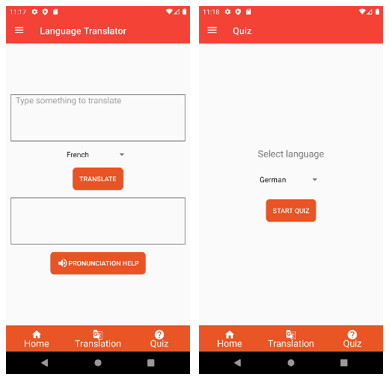 11:17
Language Translator
Type something to translate
French
TRANSLATE
PRONUNCIATION HELP
Home Translation Quiz
11:18
Quiz
Select language
German
START QUIZ
Home Translation Quiz